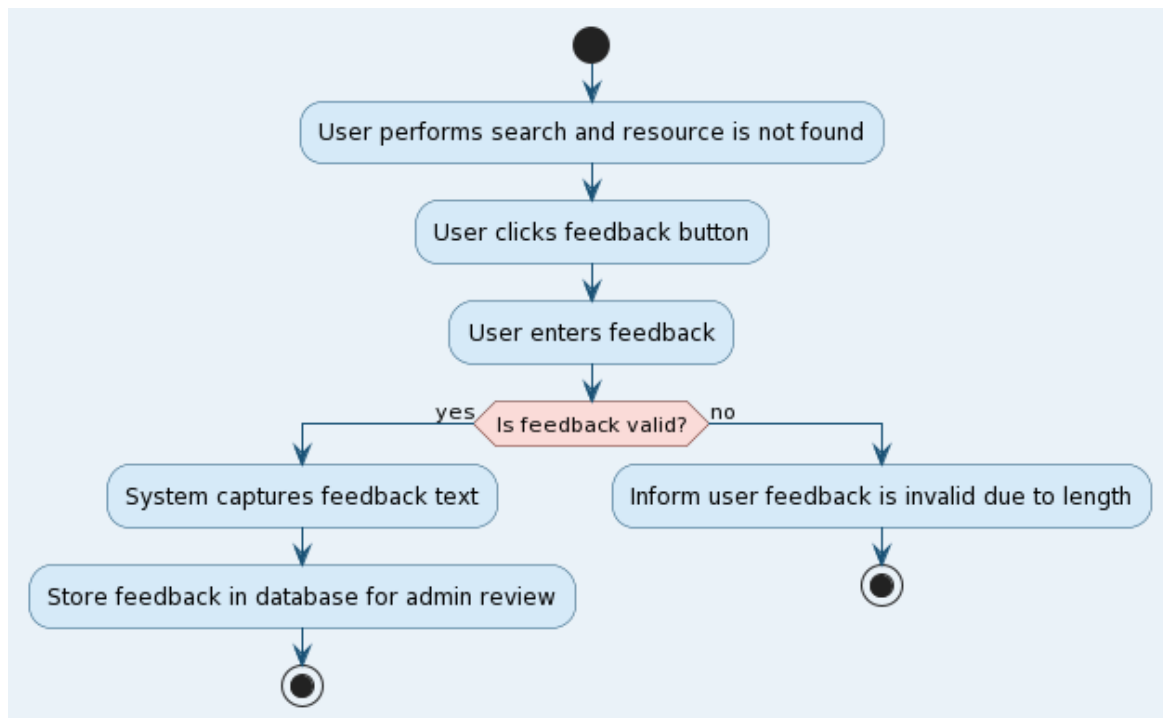 User performs search and resource is not found
User clicks feedback button
User enters feedback
yes
Is feedback valid?
no
System captures feedback text
Inform user feedback is invalid due to length
Store feedback in database for admin review